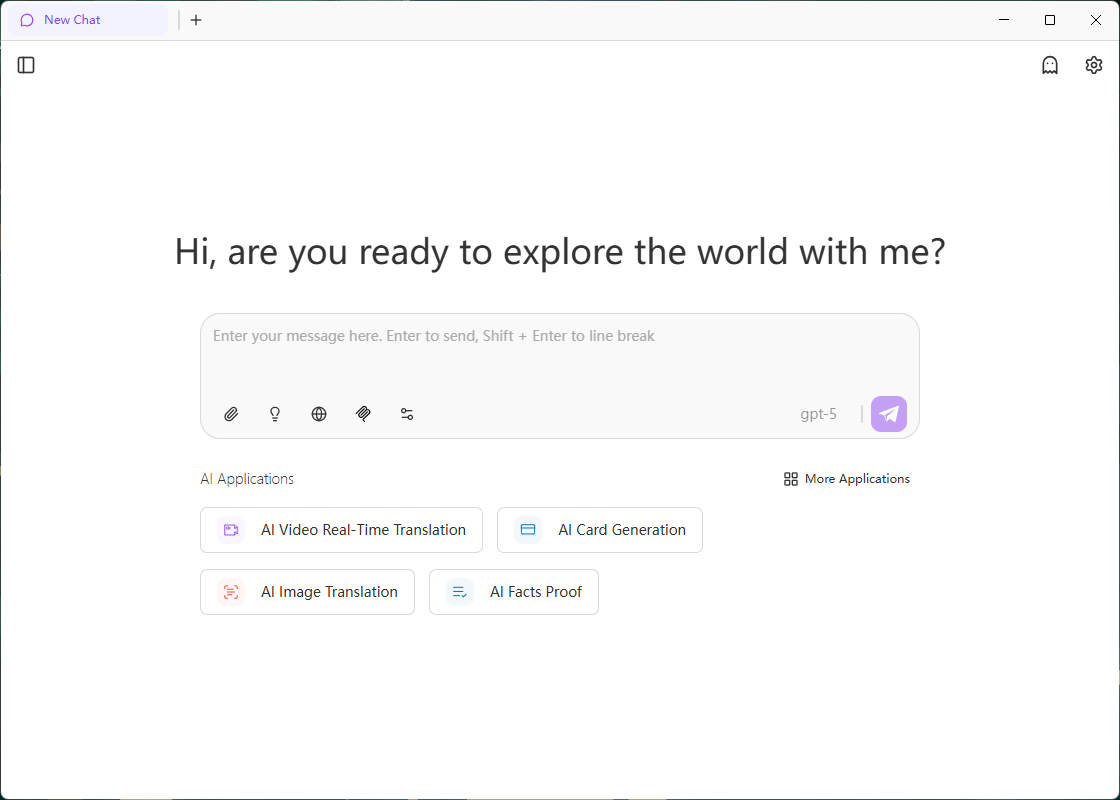 New Chat
Hi, are you ready to explore the world with me?
Enter your message here. Enter to send, Shift + Enter to line break
gpt-5
AI Applications
More Applications
AI Video Real-Time Translation
AI Card Generation
AI Image Translation
AI Facts Proof